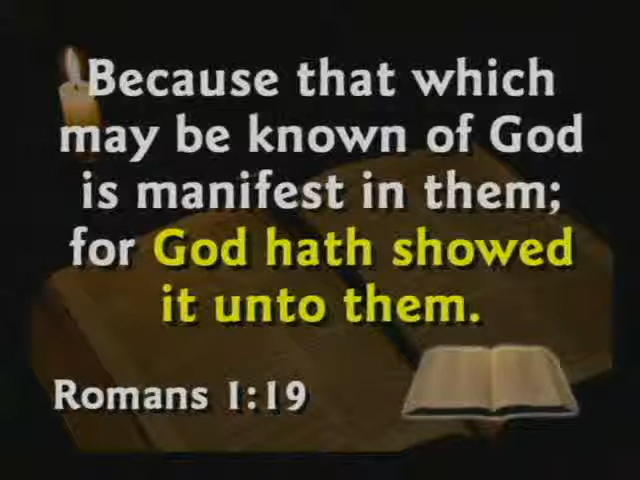 Because that which
may be known of God
is manifest in them;
for God hath showed
it unto them.
Romans 1:19